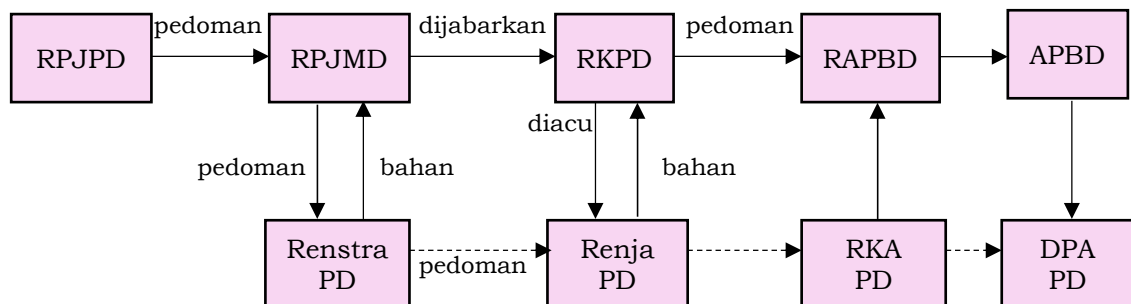 pedoman
dijabarkan
pedoman
RPJPD
RPJMD
RKPD
RAPBD
APBD
diacu
pedoman
bahan
bahan
Renstra
PD
pedoman
Renja
PD
RKA
PD
DPA
PD